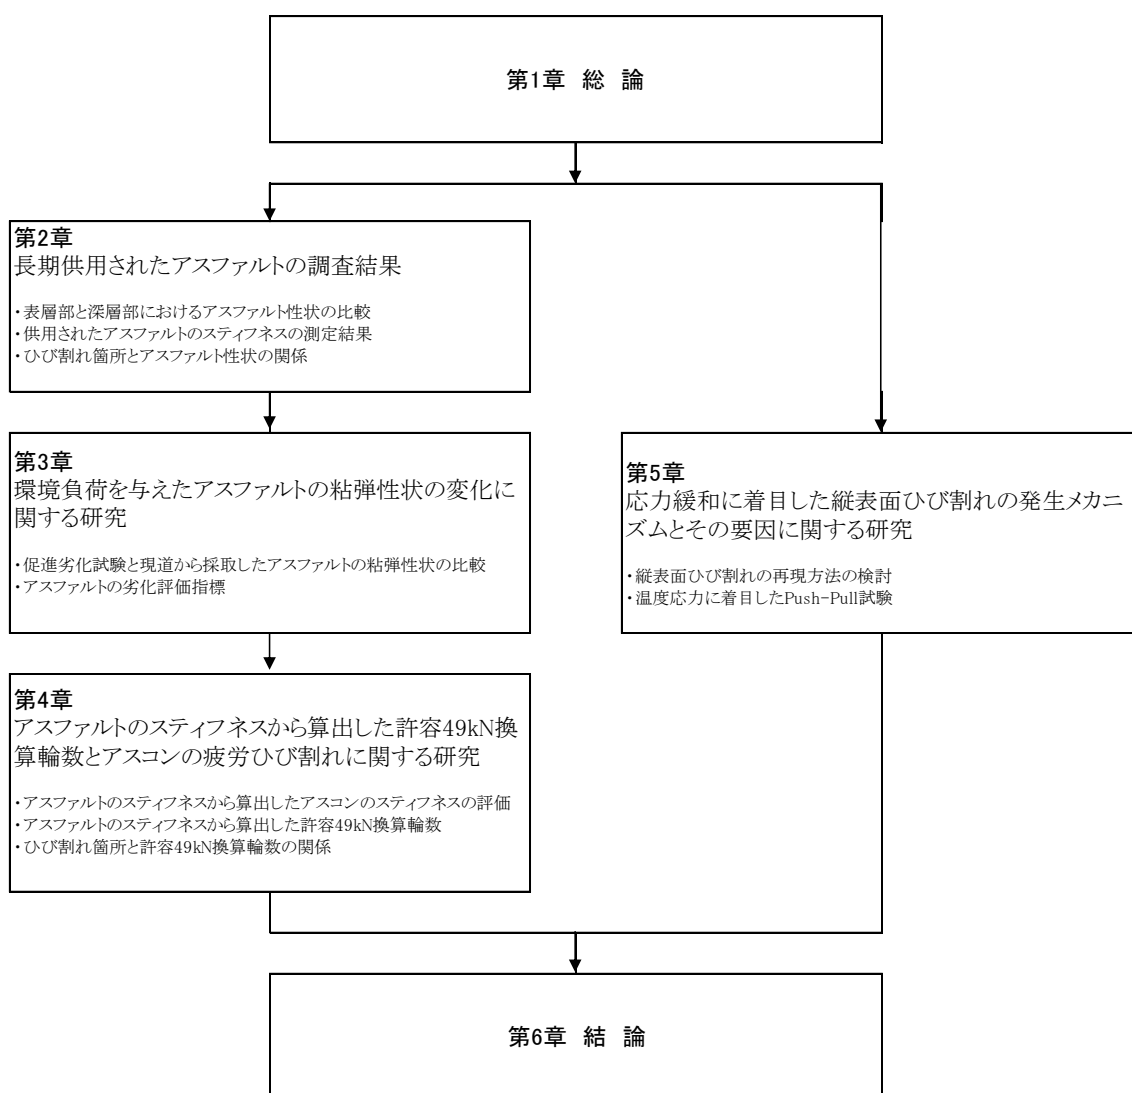 第1章 総 論
第2章
長期供用されたアスファルトの調査結果
・表層部と深層部におけるアスファルト性状の比較
・供用されたアスファルトのスティフネスの測定結果
・ひび割れ箇所とアスファルト性状の関係
第3章
環境負荷を与えたアスファルトの粘弾性状の変化に
関する研究
・促進劣化試験と現道から採取したアスファルトの粘弾性状の比較
・アスファルトの劣化評価指標
第4章
アスファルトのスティフネスから算出した許容49kN換
算輪数とアスコンの疲労ひび割れに関する研究
・アスファルトのスティフネスから算出したアスコンのスティフネスの評価
・アスファルトのスティフネスから算出した許容49kN換算輪数
・ひび割れ箇所と許容49kN換算輪数の関係
第5章
応力緩和に着目した縦表面ひび割れの発生メカニ
ズムとその要因に関する研究
・縦表面ひび割れの再現方法の検討
・温度応力に着目したPush-Pull試験
第6章 結 論